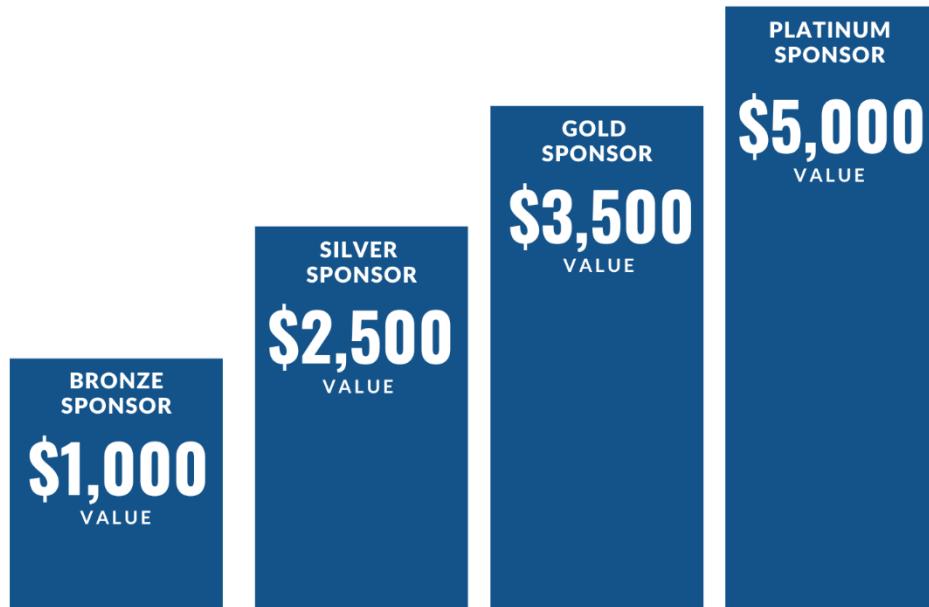 BRONZE
SPONSOR
$1,000
VALUE
SILVER
SPONSOR
$2,500
VALUE
GOLD
SPONSOR
$3,500
VALUE
PLATINUM
SPONSOR
$5,000
VALUE